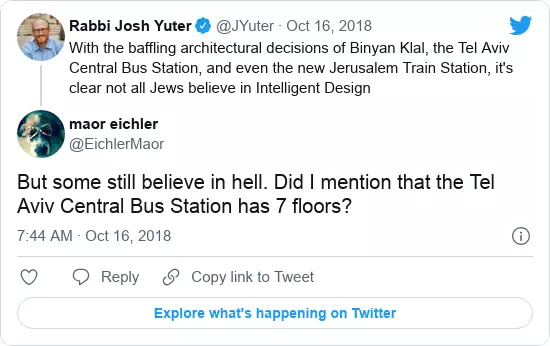 Rabbi Josh Yuter @JYuter · Oct 16, 2018
With the baffling architectural decisions of Binyan Klal, the Tel Aviv
Central Bus Station, and even the new Jerusalem Train Station, it's
clear not all Jews believe in Intelligent Design
maor eichler
@EichlerMaor
But some still believe in hell. Did I mention that the Tel
Aviv Central Bus Station has 7 floors?
7:44 AM · Oct 16, 2018
Reply Copy link to Tweet
Explore what's happening on Twitter